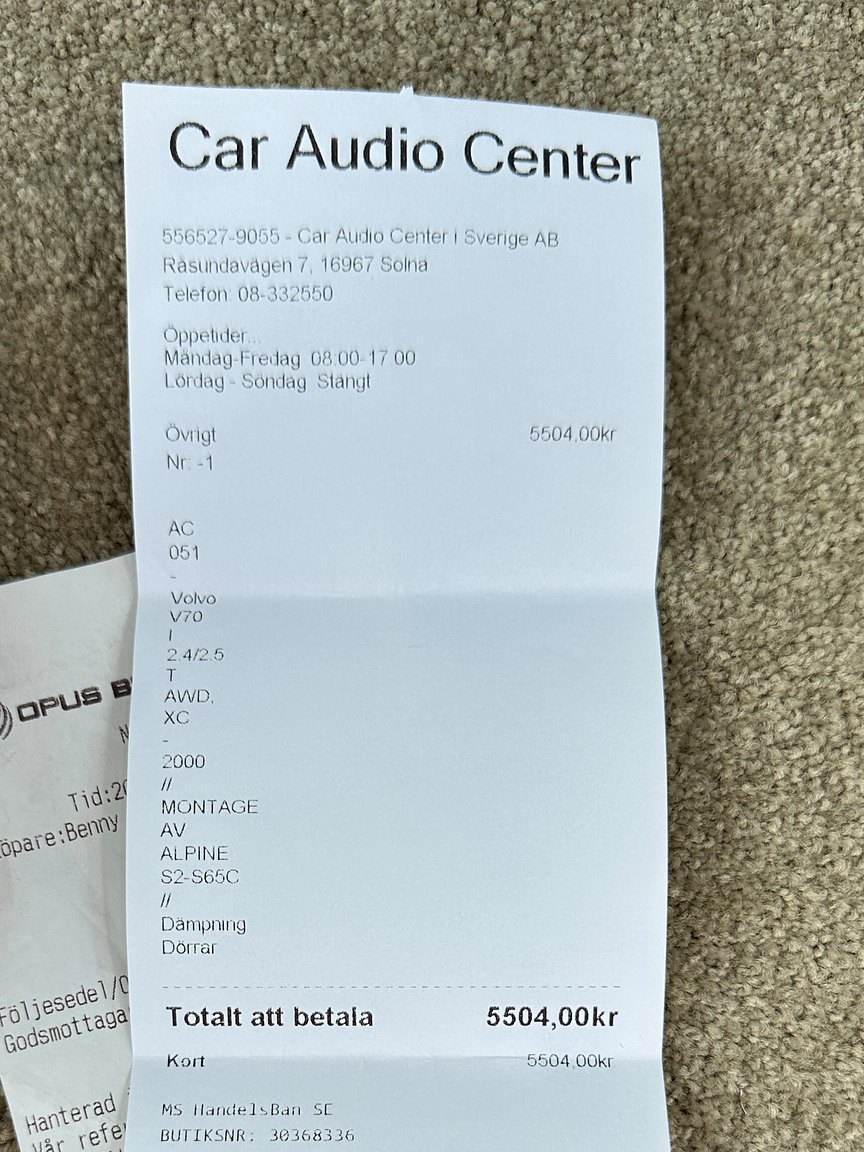 Car Audio Center
556527-9055 - Car Audio Center i Sverige AB
Råsundavägen 7, 16967 Solna
Telefon: 08-332550
Öppetider...
Måndag-Fredag 08:00-17:00
Lördag - Söndag Stängt
Övrigt 5504,00kr
Nr: -1
AC
051
-
Volvo
V70
I
2.4/2.5
T
AWD,
XC
-
2000
//
MONTAGE
AV
ALPINE
S2-S65C
//
Dämpning
Dörrar
Totalt att betala 5504,00kr
Kort 5504,00kr
MS HandelsBan SE
BUTIKSNR: 30368336
OPUS B
N
Tid:20
öpare:Benny
Följesedel/O
Godsmottaga
Hanterad
Vår refe